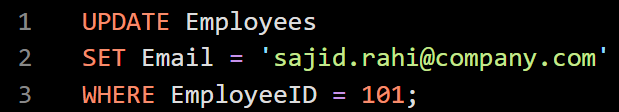 1 UPDATE Employees
2 SET Email = 'sajid.rahi@company.com'
3 WHERE EmployeeID = 101;